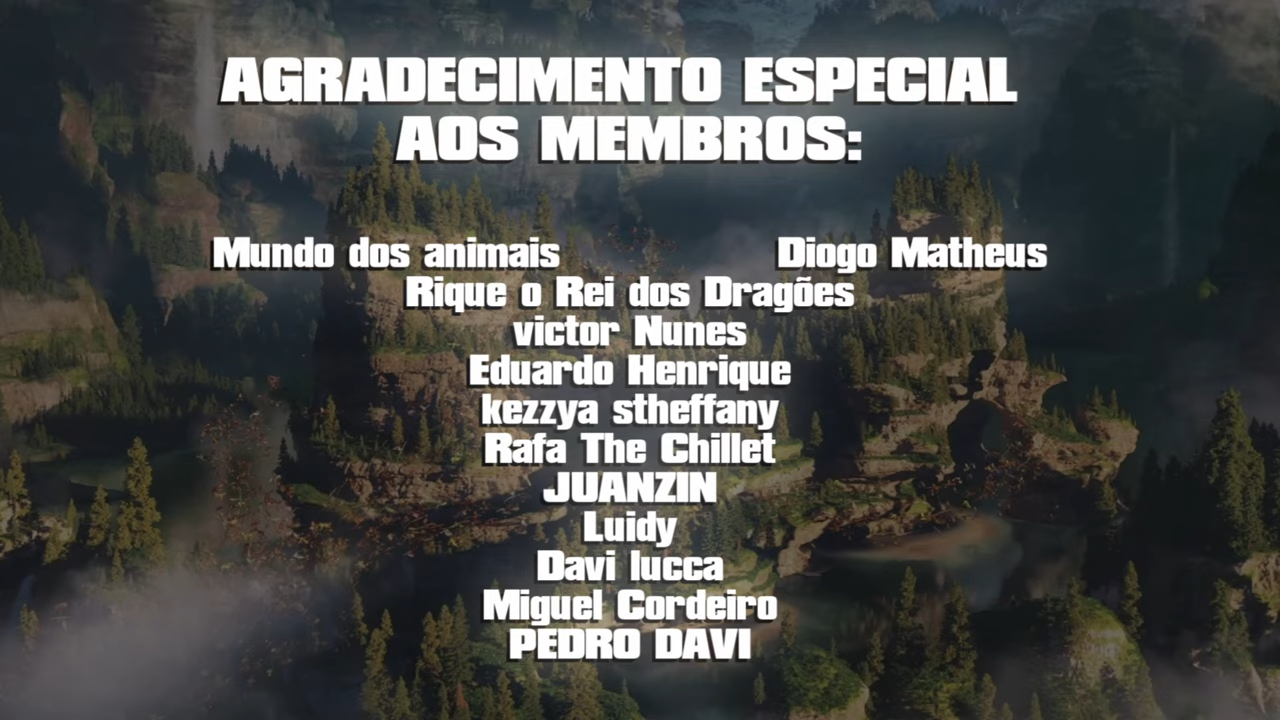 AGRADECIMENTO ESPECIAL
AOS MEMBROS:
Mundo dos animais Diogo Matheus
Rique o Rei dos Dragões
victor Nunes
Eduardo Henrique
kezzya stheffany
Rafa The Chillet
JUANZIN
Luidy
Davi lucca
Miguel Cordeiro
PEDRO DAVI